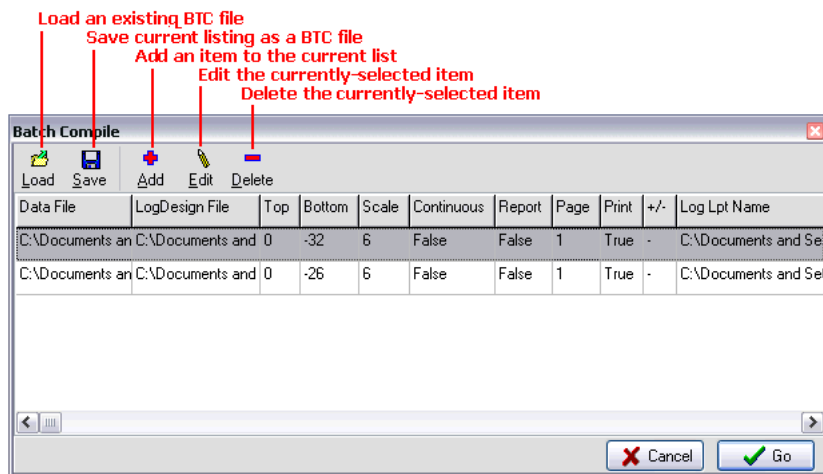 Load an existing BTC file
Save current listing as a BTC file
Add an item to the current list
Edit the currently-selected item
Delete the currently-selected item
Batch Compile
Load Save Add Edit Delete
Data File LogDesign File Top Bottom Scale Continuous Report Page Print +/- Log Lpt Name
C:\Documents an C:\Documents and 0 -32 6 False False 1 True - C:\Documents and Se
C:\Documents an C:\Documents and 0 -26 6 False False 1 True - C:\Documents and Set
Cancel Go